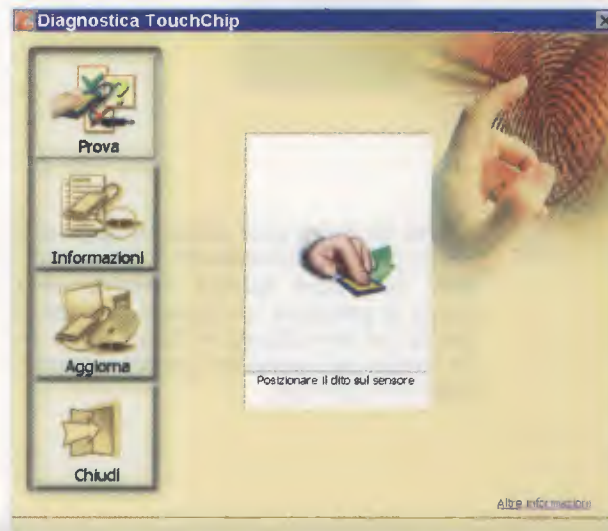 Diagnostica TouchChip
Prova
Informazioni
Aggiorna
Chiudi
Posizionare il dito sul sensore
Altre informazioni